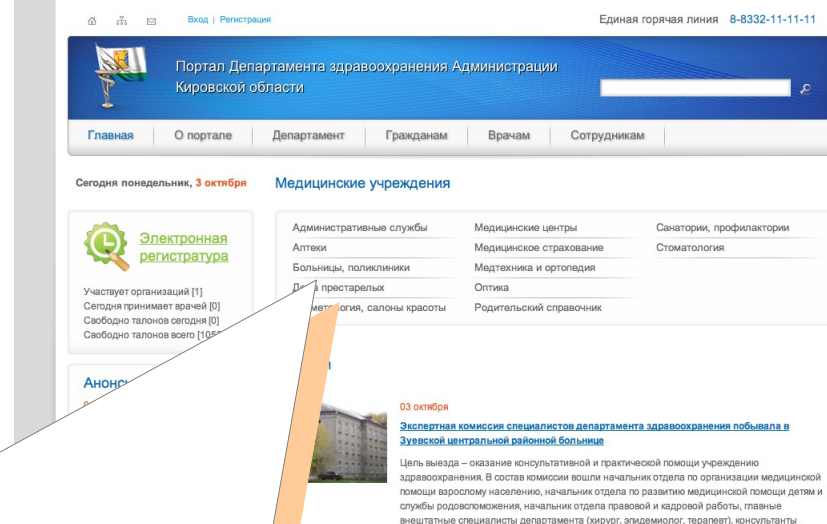 Вход | Регистрация
Единая горячая линия 8-8332-11-11-11
Портал Департамента здравоохранения Администрации
Кировской области
Главная О портале Департамент Гражданам Врачам Сотрудникам
Сегодня понедельник, 3 октября
Медицинские учреждения
Электронная
регистратура
Участвует организаций [1]
Сегодня принимает врачей [0]
Свободно талонов сегодня [0]
Свободно талонов всего
Административные службы Медицинские центры Санатории, профилактории
Аптеки Медицинское страхование Стоматология
Больницы, поликлиники Медтехника и ортопедия
престарелых Оптика
салоны красоты Родительский справочник
03 октября
Экспертная комиссия специалистов департамента здравоохранения побывала в
Зуевской центральной районной больнице
Цель выезда – оказание консультативной и практической помощи учреждению
здравоохранения. В состав комиссии вошли начальник отдела по организации медицинской
помощи взрослому населению, начальник отдела по развитию медицинской помощи детям и
службы родовспоможения, начальник отдела правовой и кадровой работы, главные
внештатные специалисты департамента (хирург, эпидемиолог, терапевт), консультанты